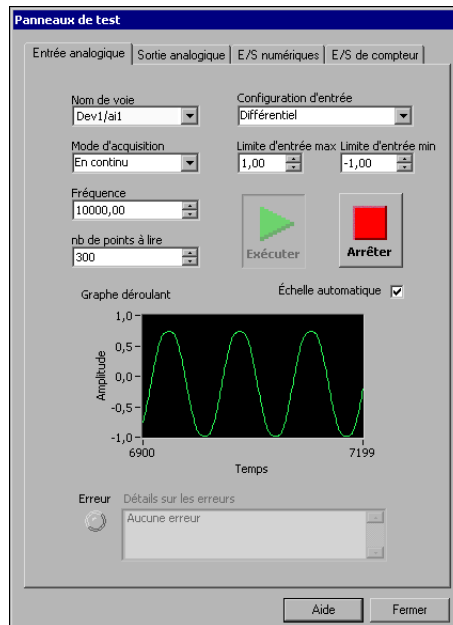 Panneaux de test
Entrée analogique Sortie analogique E/S numériques E/S de compteur
Nom de voie Configuration d'entrée
Dev1/ai1 Différentiel
Mode d'acquisition Limite d'entrée max Limite d'entrée min
En continu 1,00 -1,00
Fréquence
10000,00
nb de points à lire
300
Exécuter Arrêter
Graphe déroulant Échelle automatique
1,0
0,5
0,0
-0,5
-1,0
Amplitude
6900 7199
Temps
Erreur Détails sur les erreurs
Aucune erreur
Aide Fermer